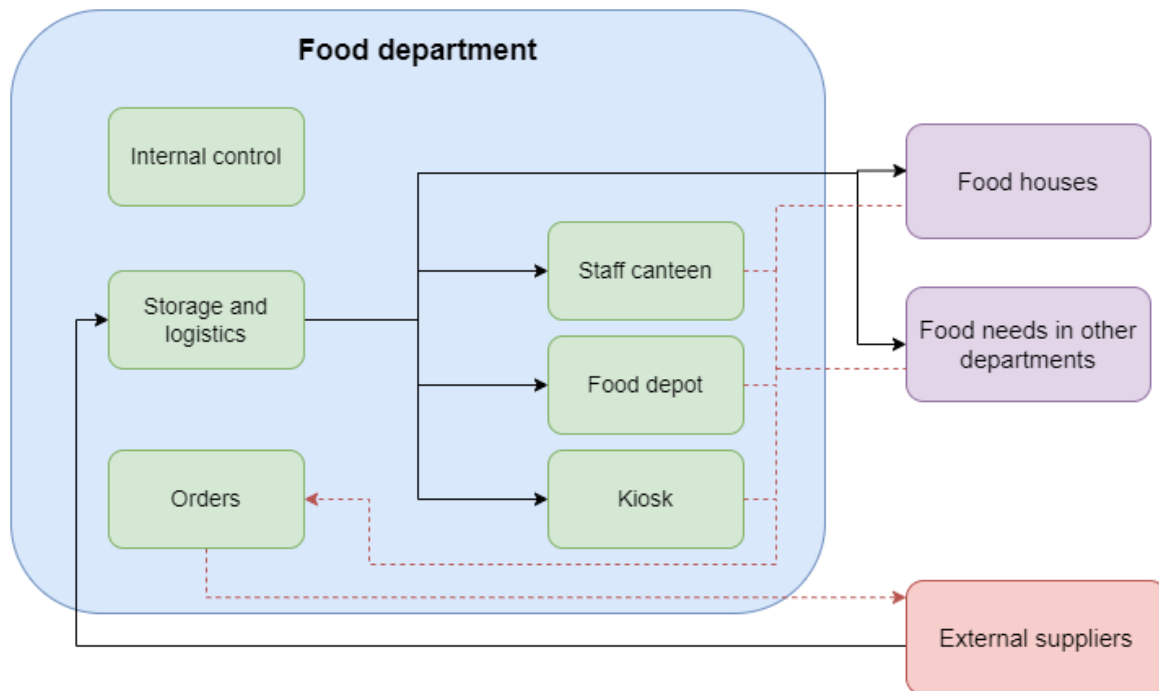 Food department
Internal control
Food houses
Staff canteen
Storage and
logistics
Food needs in other
departments
Food depot
Orders
Kiosk
External suppliers